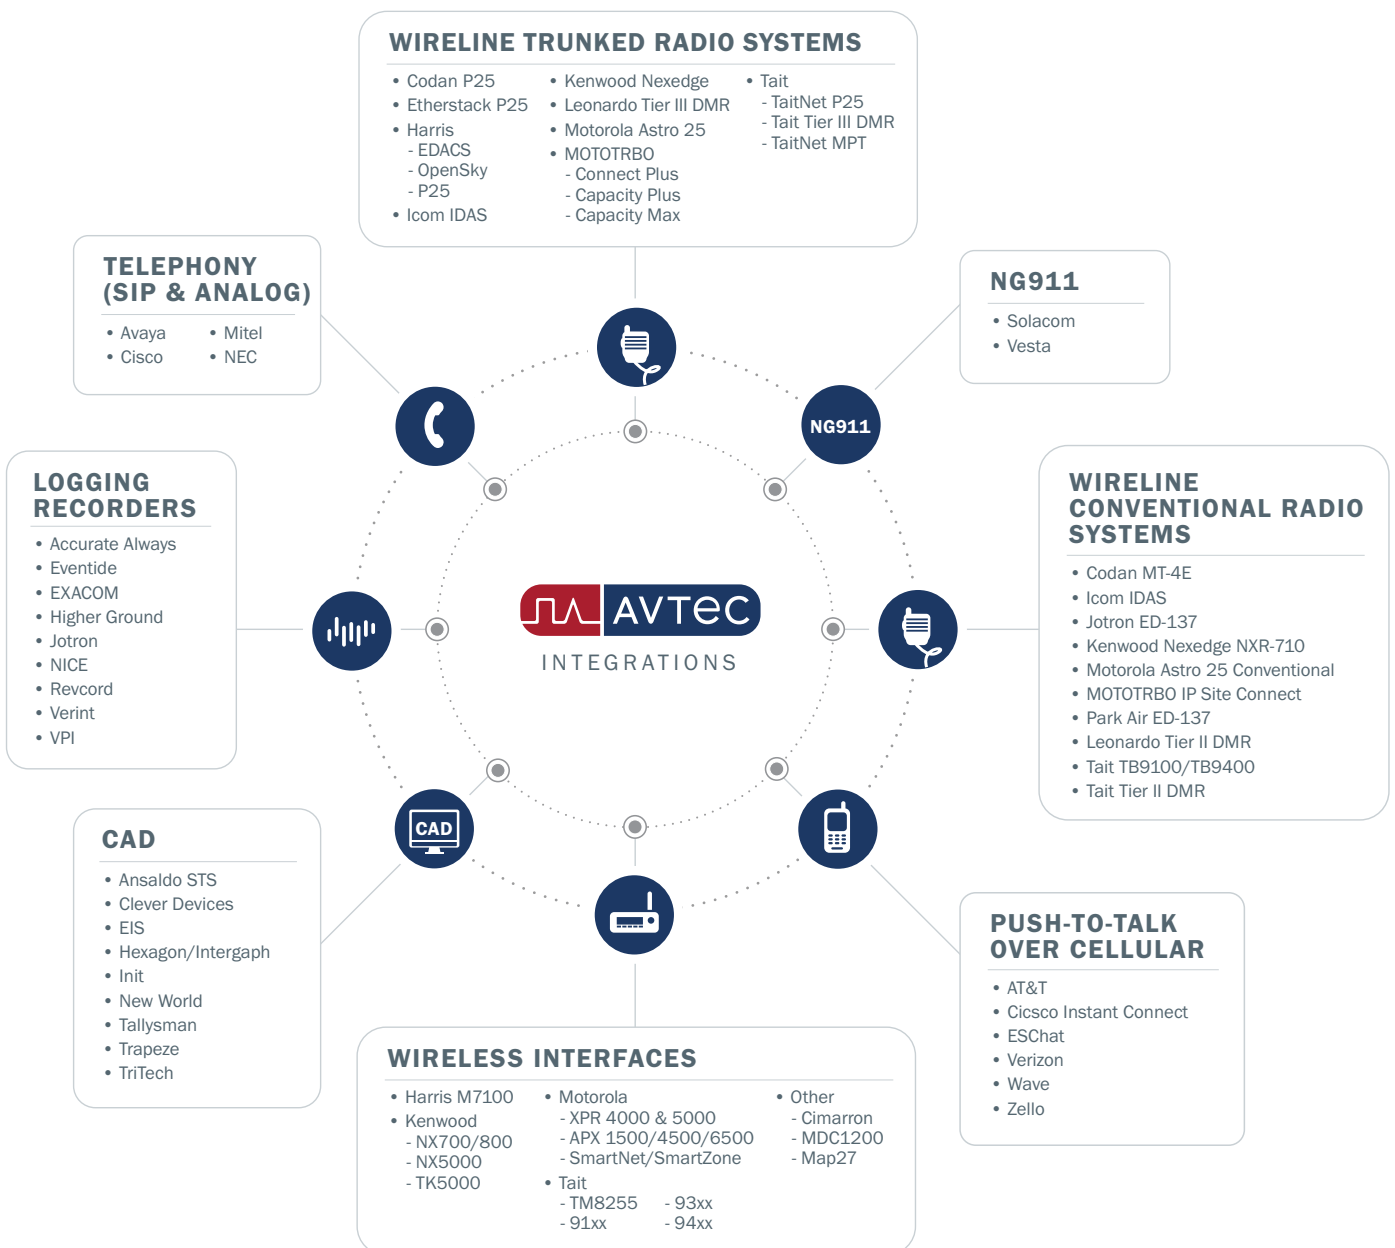 WIRELINE TRUNKED RADIO SYSTEMS
• Codan P25
• Etherstack P25
• Harris
- EDACS
- OpenSky
- P25
• Icom IDAS
• Kenwood Nexedge
• Leonardo Tier III DMR
• Motorola Astro 25
• MOTOTRBO
- Connect Plus
- Capacity Plus
- Capacity Max
• Tait
- TaitNet P25
- Tait Tier III DMR
- TaitNet MPT
TELEPHONY
(SIP & ANALOG)
• Avaya
• Cisco
• Mitel
• NEC
NG911
• Solacom
• Vesta
NG911
LOGGING
RECORDERS
• Accurate Always
• Eventide
• EXACOM
• Higher Ground
• Jotron
• NICE
• Revcord
• Verint
• VPI
AVTEC
INTEGRATIONS
WIRELINE
CONVENTIONAL RADIO
SYSTEMS
• Codan MT-4E
• Icom IDAS
• Jotron ED-137
• Kenwood Nexedge NXR-710
• Motorola Astro 25 Conventional
• MOTOTRBO IP Site Connect
• Park Air ED-137
• Leonardo Tier II DMR
• Tait TB9100/TB9400
• Tait Tier II DMR
CAD
CAD
• Ansaldo STS
• Clever Devices
• EIS
• Hexagon/Intergaph
• Init
• New World
• Tallysman
• Trapeze
• TriTech
PUSH-TO-TALK
OVER CELLULAR
• AT&T
• Cicsco Instant Connect
• ESChat
• Verizon
• Wave
• Zello
WIRELESS INTERFACES
• Harris M7100
• Kenwood
- NX700/800
- NX5000
- TK5000
• Motorola
- XPR 4000 & 5000
- APX 1500/4500/6500
- SmartNet/SmartZone
• Tait
- TM8255 - 93xx
- 91xx - 94xx
• Other
- Cimarron
- MDC1200
- Map27